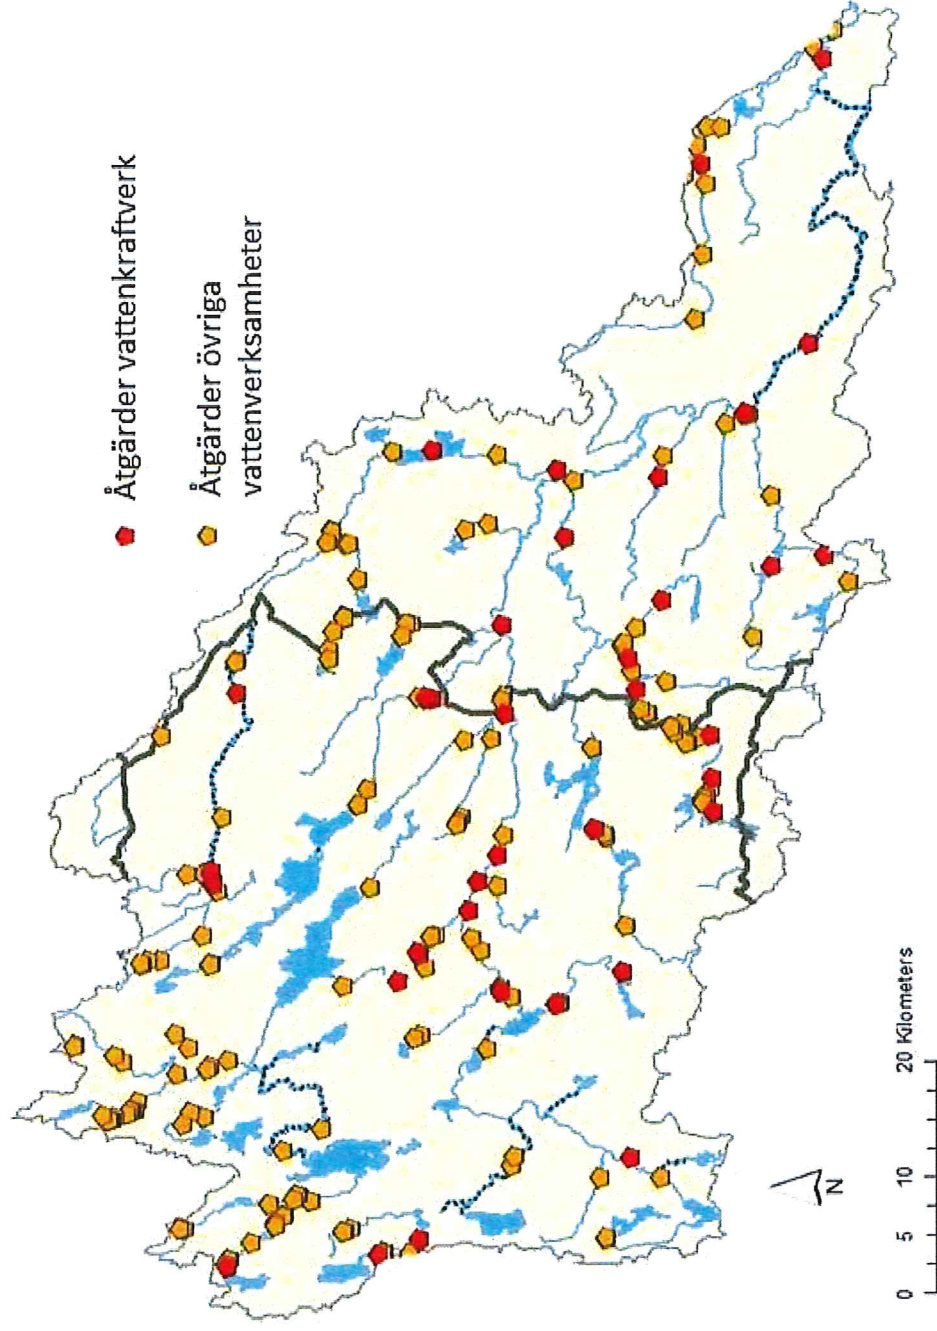 Åtgärder vattenkraftverk
Åtgärder övriga
vattenverksamheter
N
0 5 10 20 Kilometers